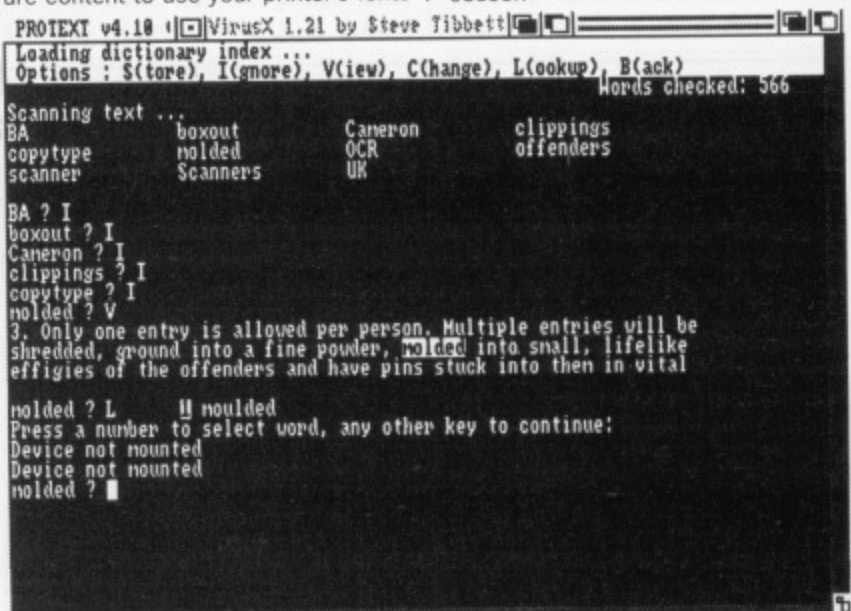 are content to use your printer's fonts
PROTEXT v4.10 VirusX 1.21 by Steve Tibbett
Loading dictionary index ...
Options : S(tore), I(gnore), V(iew), C(hange), L(ookup), B(ack)
Words checked: 566
Scanning text ...
BA boxout Cameron clippings
copytype molded OCR offenders
scanner Scanners UK
BA ? I
boxout ? I
Cameron ? I
clippings ? I
copytype ? I
molded ? V
3. Only one entry is allowed per person. Multiple entries will be
shredded, ground into a fine powder, molded into small, lifelike
effigies of the offenders and have pins stuck into them in vital
molded ? L moulded
Press a number to select word, any other key to continue:
Device not mounted
Device not mounted
molded ?